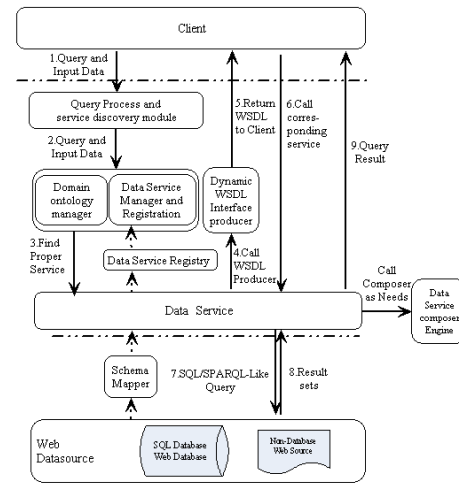 Client
1.Query and
Input Data
5.Return
WSDL
to Client
6.Call
corres-
ponding
service
9.Query
Result
Query Process and
service discovery module
2.Query and
Input Data
Domain
ontology
manager
Data Service
Manager and
Registration
Dynamic
WSDL
Interface
producer
3.Find
Proper
Service
Data Service Registry
4.Call
WSDL
Producer
Call
Composer
as Needs
Data Service
Data
Service
composer
Engine
Schema
Mapper
7.SQL/SPARQL-Like
Query
8.Result
sets
Web
Datasource
SQL Database
Web Database
Non-Database
Web Source